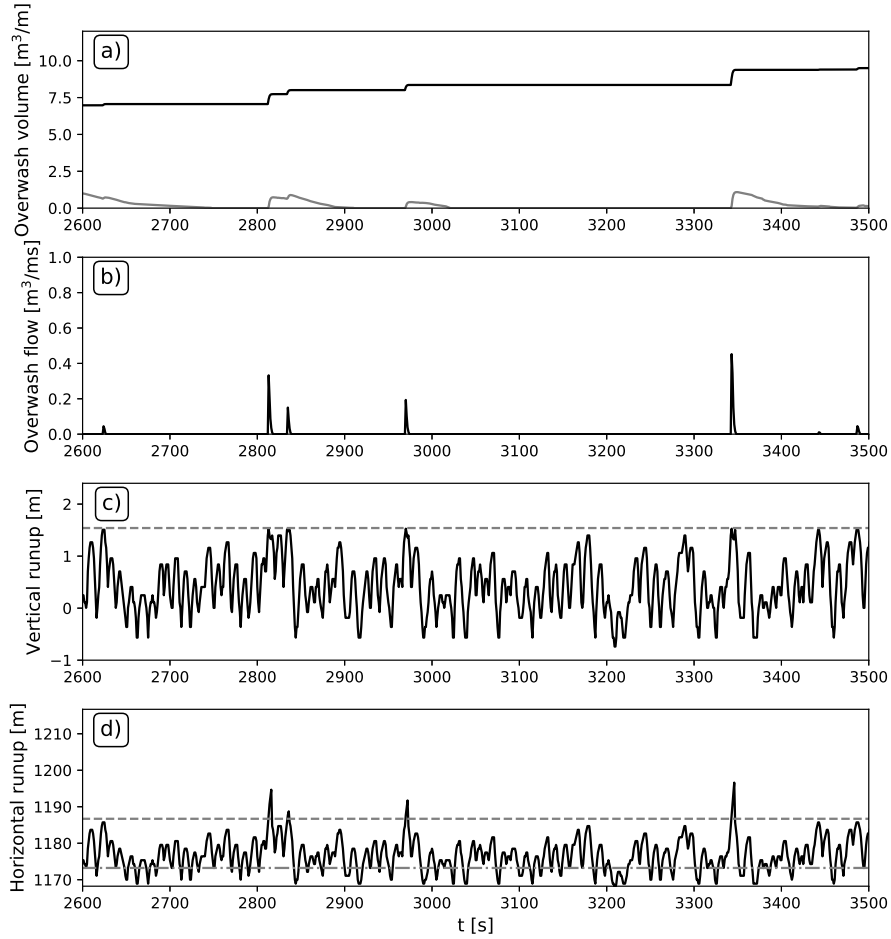 Overwash volume [m³/m]
a)
10.0
7.5
5.0
2.5
0.0
2600 2700 2800 2900 3000 3100 3200 3300 3400 3500
Overwash flow [m³/ms]
b)
1.0
0.8
0.6
0.4
0.2
0.0
2600 2700 2800 2900 3000 3100 3200 3300 3400 3500
Vertical runup [m]
c)
2
1
0
−1
2600 2700 2800 2900 3000 3100 3200 3300 3400 3500
Horizontal runup [m]
d)
1210
1200
1190
1180
1170
2600 2700 2800 2900 3000 3100 3200 3300 3400 3500
t [s]